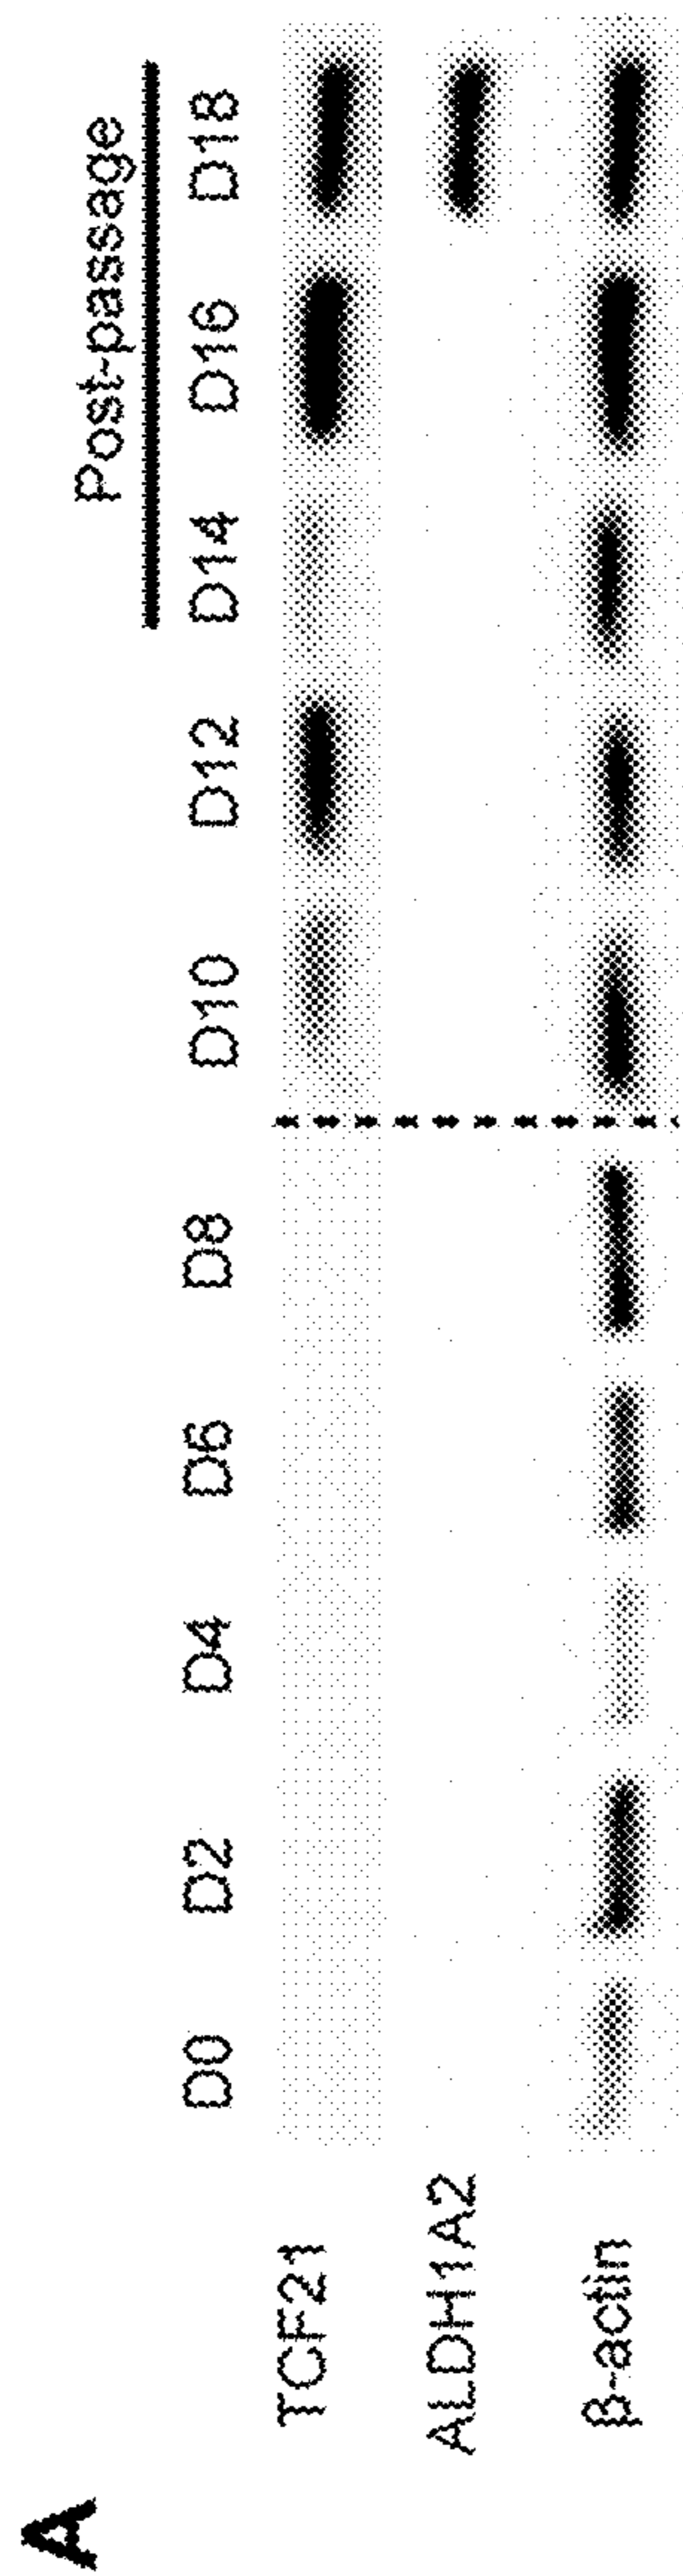 A
Post-passage
D0 D2 D4 D6 D8 D10 D12 D14 D16 D18
TCF21
ALDH1A2
β-actin